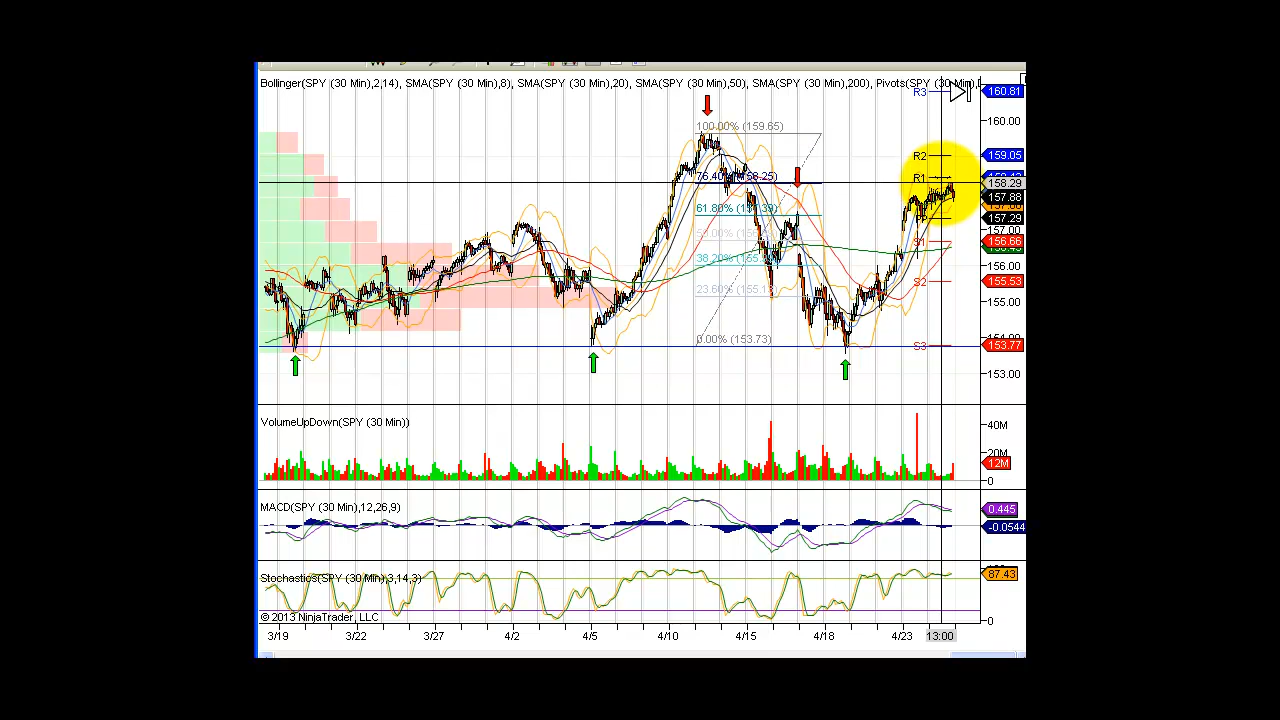 Bollinger(SPY (30 Min),2,14), SMA(SPY (30 Min),8), SMA(SPY (30 Min),20), SMA(SPY (30 Min),50), SMA(SPY (30 Min),200), Pivots(SPY (30 Min),
R3
160.81
160.00
100.00% (159.65)
R2
159.05
R1
76.40% (158.25)
158.29
157.88
61.80% (157.39)
157.29
157.00
S1
156.66
38.20%
156.00
S2
155.53
23.60%
155.00
0.00% (153.73)
S3
153.77
153.00
VolumeUpDown(SPY (30 Min))
40M
20M
12M
0
MACD(SPY (30 Min),12,26,9)
0.445
-0.0544
Stochastics(SPY (30 Min),3,14,3)
87.43
© 2013 NinjaTrader, LLC
0
3/19 3/22 3/27 4/2 4/5 4/10 4/15 4/18 4/23 13:00